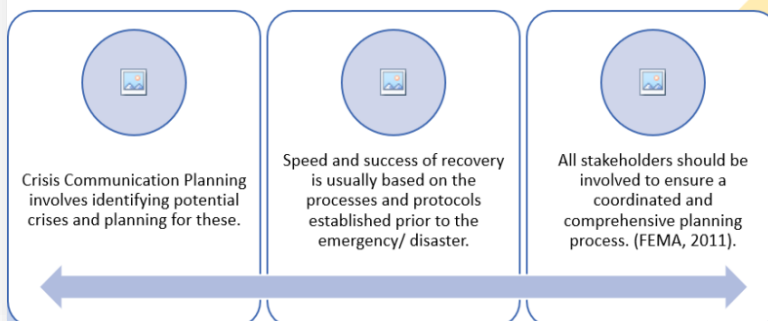 Crisis Communication Planning
involves identifying potential
crises and planning for these.
Speed and success of recovery
is usually based on the
processes and protocols
established prior to the
emergency/ disaster.
All stakeholders should be
involved to ensure a
coordinated and
comprehensive planning
process. (FEMA, 2011).